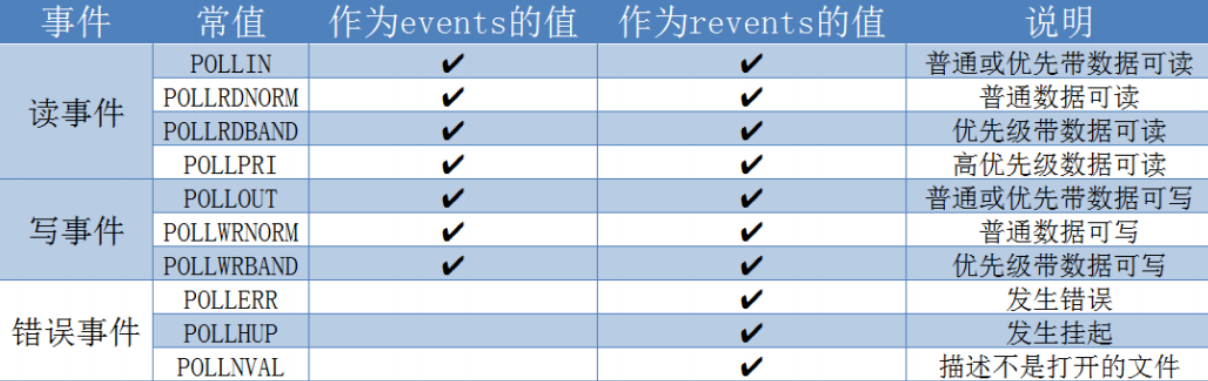 事件 常值 作为events的值 作为revents的值 说明
读事件
POLLIN ✔ ✔ 普通或优先带数据可读
POLLRDNORM ✔ ✔ 普通数据可读
POLLRDBAND ✔ ✔ 优先级带数据可读
POLLPRI ✔ ✔ 高优先级数据可读
写事件
POLLOUT ✔ ✔ 普通或优先带数据可写
POLLWRNORM ✔ ✔ 普通数据可写
POLLWRBAND ✔ ✔ 优先级带数据可写
错误事件
POLLERR ✔ 发生错误
POLLHUP ✔ 发生挂起
POLLNVAL ✔ 描述不是打开的文件